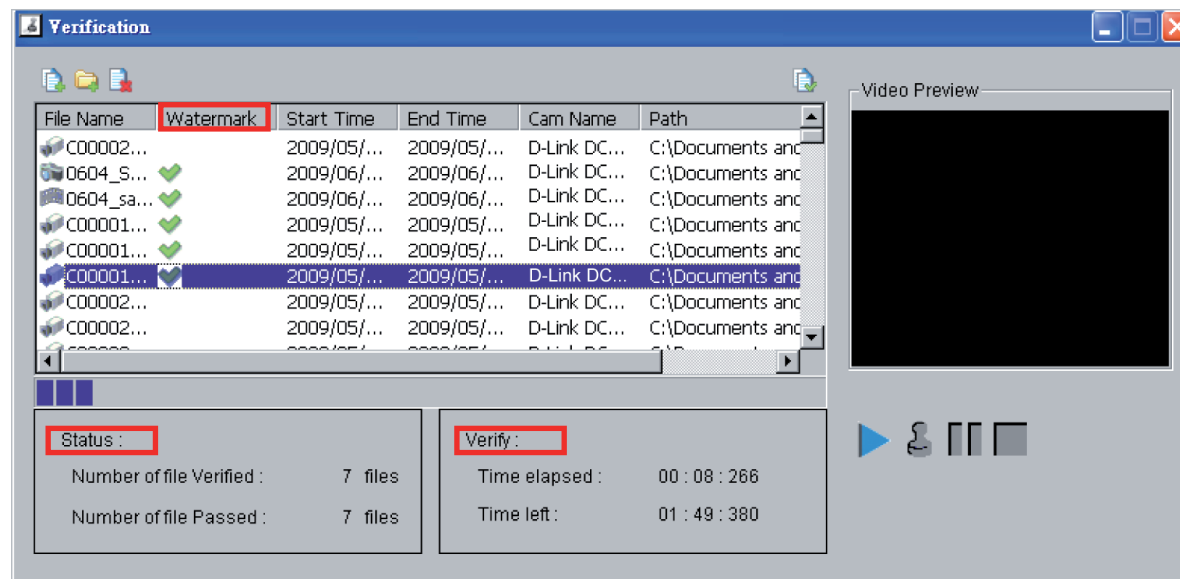 Verification
Video Preview
File Name Watermark Start Time End Time Cam Name Path
C00002... 2009/05/... 2009/05/... D-Link DC... C:\Documents and
0604_S... 2009/06/... 2009/06/... D-Link DC... C:\Documents and
0604_sa... 2009/06/... 2009/06/... D-Link DC... C:\Documents and
C00001... 2009/05/... 2009/05/... D-Link DC... C:\Documents and
C00001... 2009/05/... 2009/05/... D-Link DC... C:\Documents and
C00001... 2009/05/... 2009/05/... D-Link DC... C:\Documents and
C00002... 2009/05/... 2009/05/... D-Link DC... C:\Documents and
C00002... 2009/05/... 2009/05/... D-Link DC... C:\Documents and
Status :
Number of file Verified : 7 files
Number of file Passed : 7 files
Verify :
Time elapsed : 00 : 08 : 266
Time left : 01 : 49 : 380